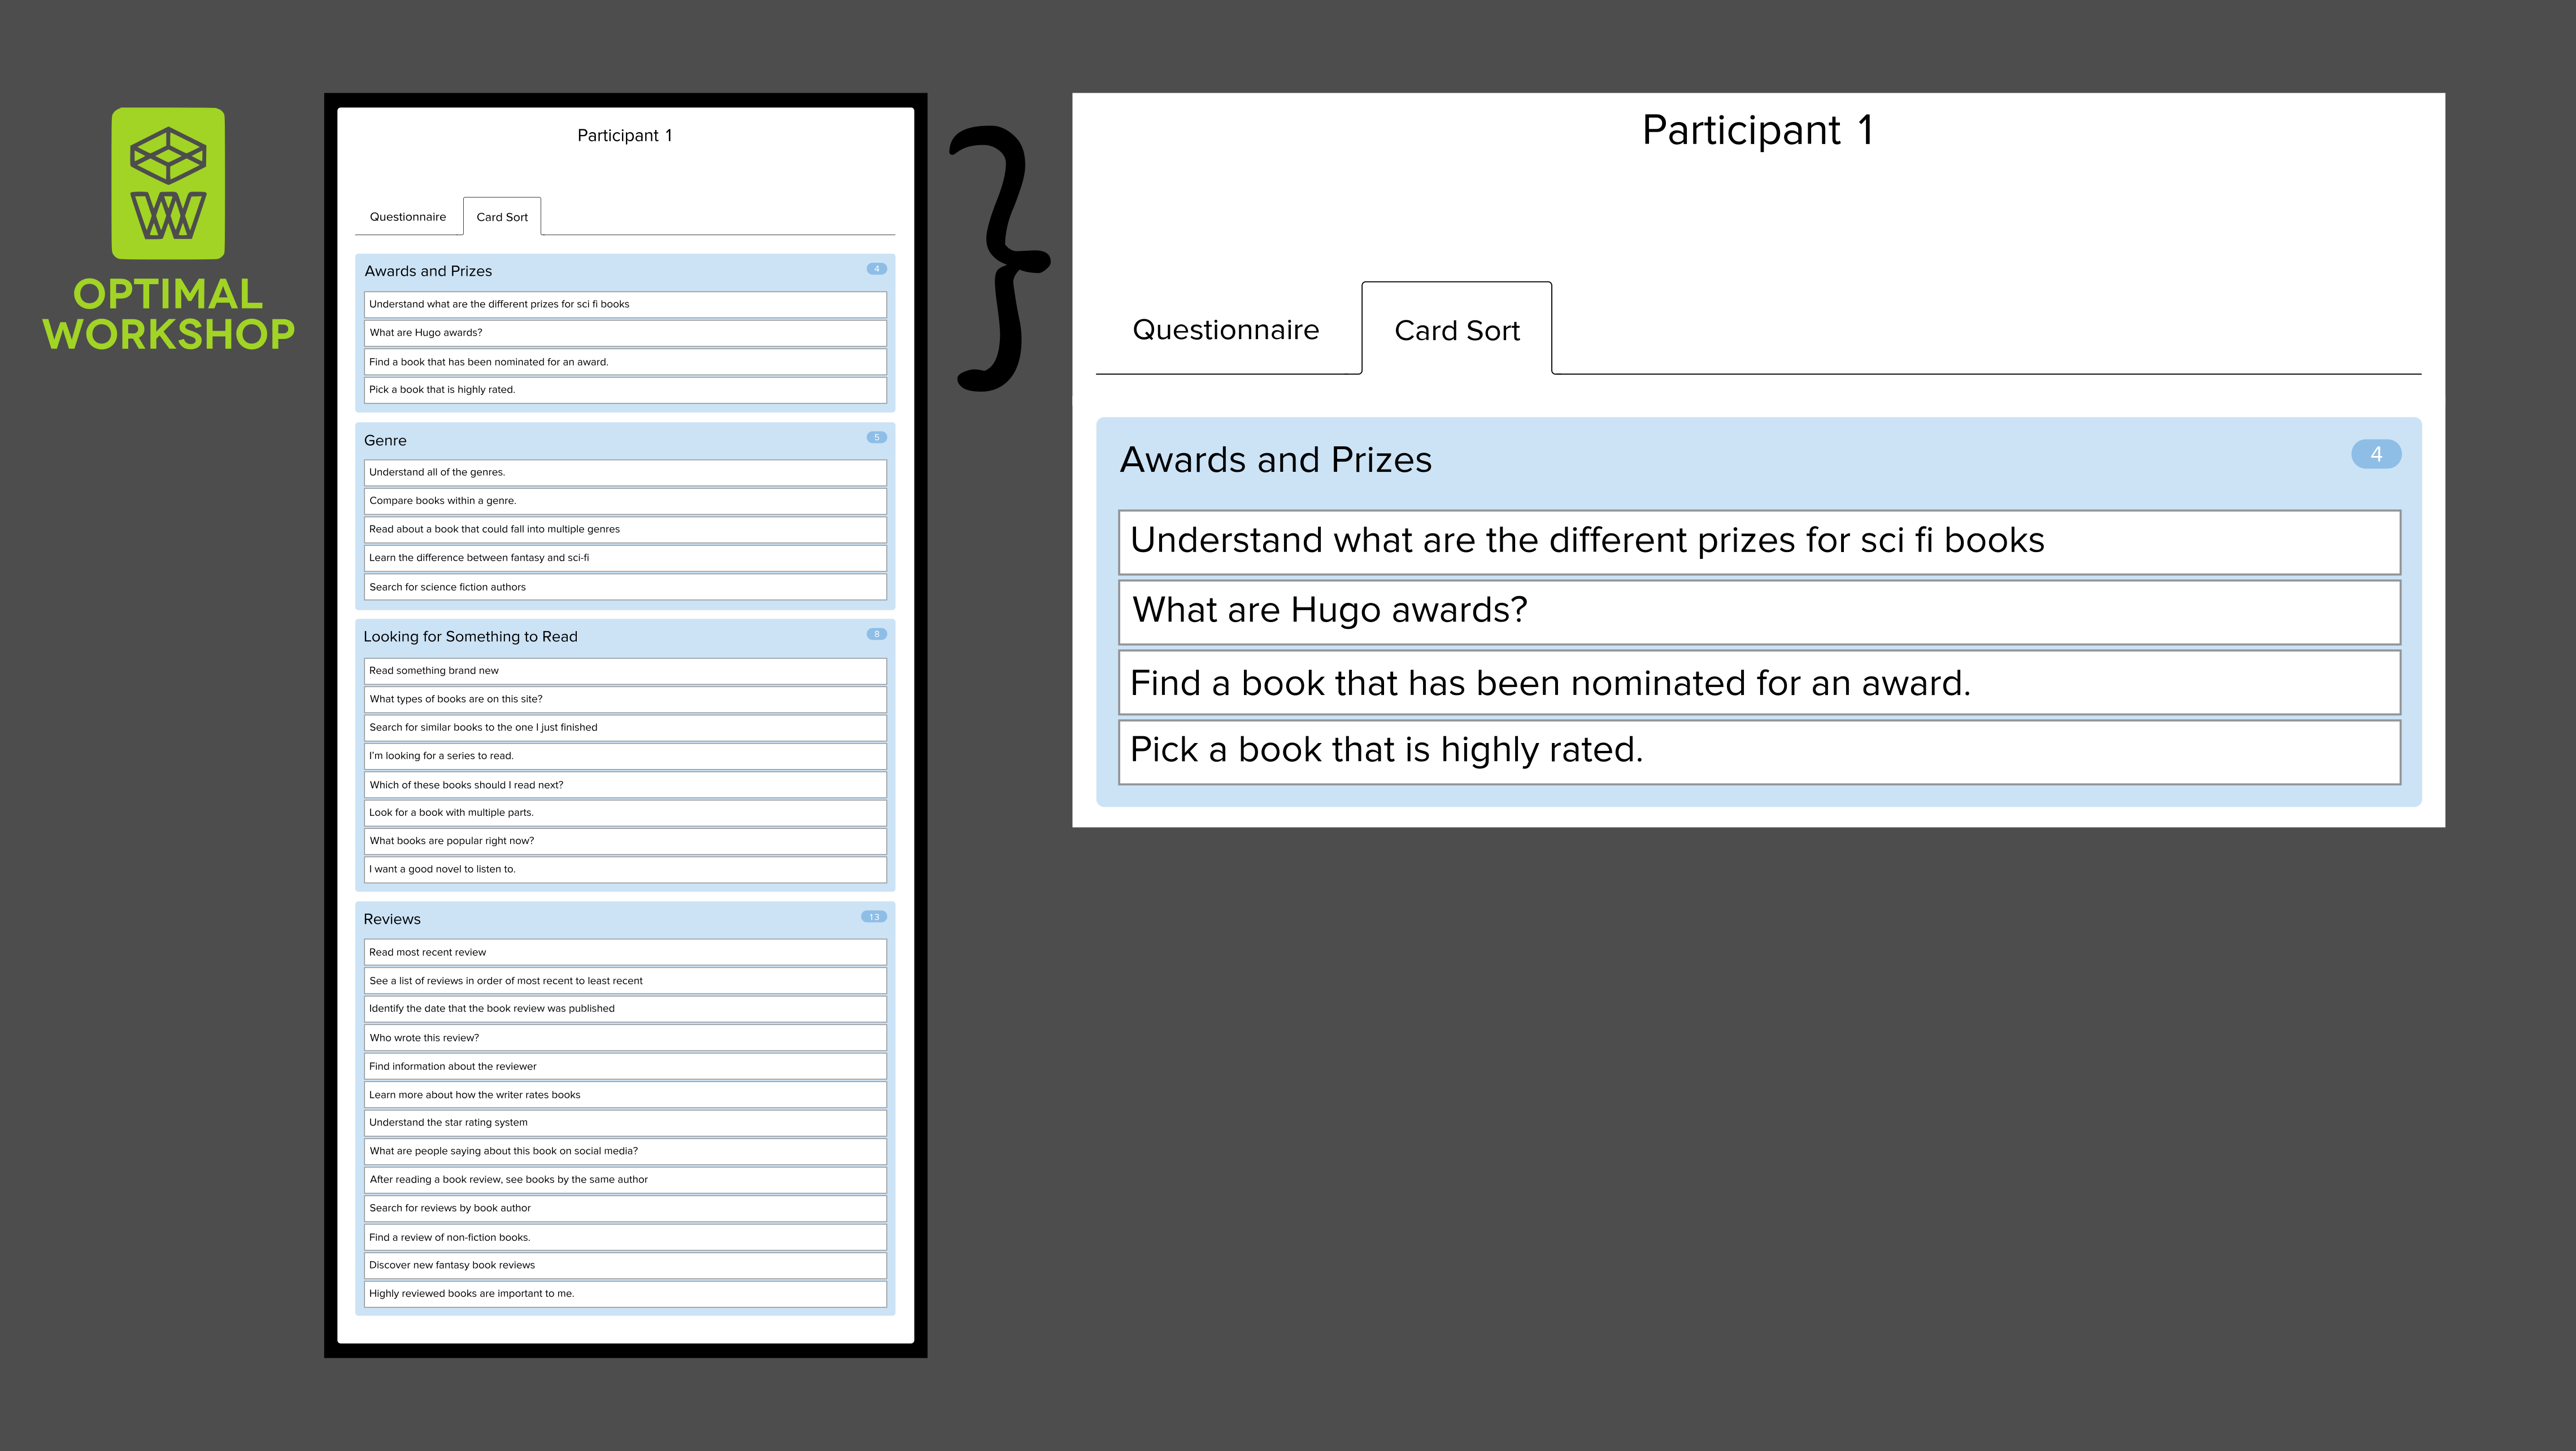 OPTIMAL
WORKSHOP
Participant 1
Questionnaire
Card Sort
Awards and Prizes
4
Understand what are the different prizes for sci fi books
What are Hugo awards?
Find a book that has been nominated for an award.
Pick a book that is highly rated.
Genre
5
Understand all of the genres.
Compare books within a genre.
Read about a book that could fall into multiple genres
Learn the difference between fantasy and sci-fi
Search for science fiction authors
Looking for Something to Read
8
Read something brand new
What types of books are on this site?
Search for similar books to the one I just finished
I'm looking for a series to read.
Which of these books should I read next?
Look for a book with multiple parts.
What books are popular right now?
I want a good novel to listen to.
Reviews
13
Read most recent review
See a list of reviews in order of most recent to least recent
Identify the date that the book review was published
Who wrote this review?
Find information about the reviewer
Learn more about how the writer rates books
Understand the star rating system
What are people saying about this book on social media?
After reading a book review, see books by the same author
Search for reviews by book author
Find a review of non-fiction books.
Discover new fantasy book reviews
Highly reviewed books are important to me.
}
Participant 1
Questionnaire
Card Sort
Awards and Prizes
4
Understand what are the different prizes for sci fi books
What are Hugo awards?
Find a book that has been nominated for an award.
Pick a book that is highly rated.